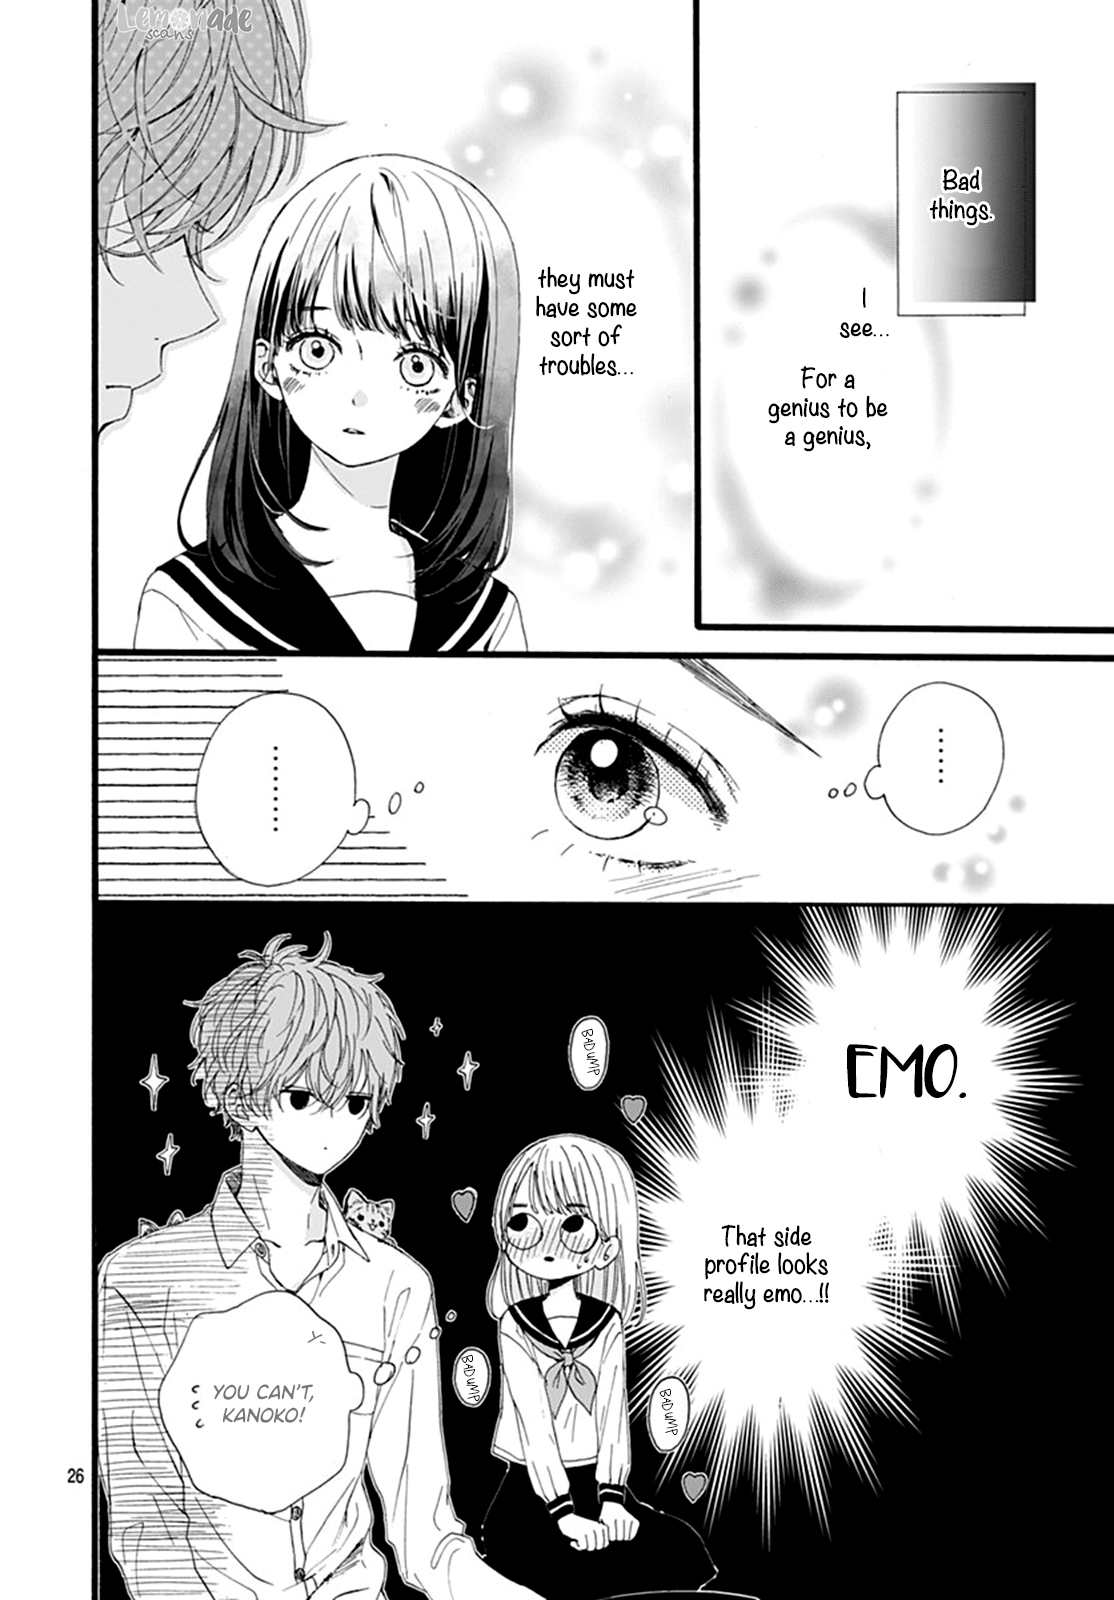 Lemonade
scans
Bad
things.
I
see...
For a
genius to be
a genius,
they must
have some
sort of
troubles...
EMO.
That side
profile looks
really emo...!!
BADUMP
BADUMP
BADUMP
YOU CAN'T,
KANOKO!
26